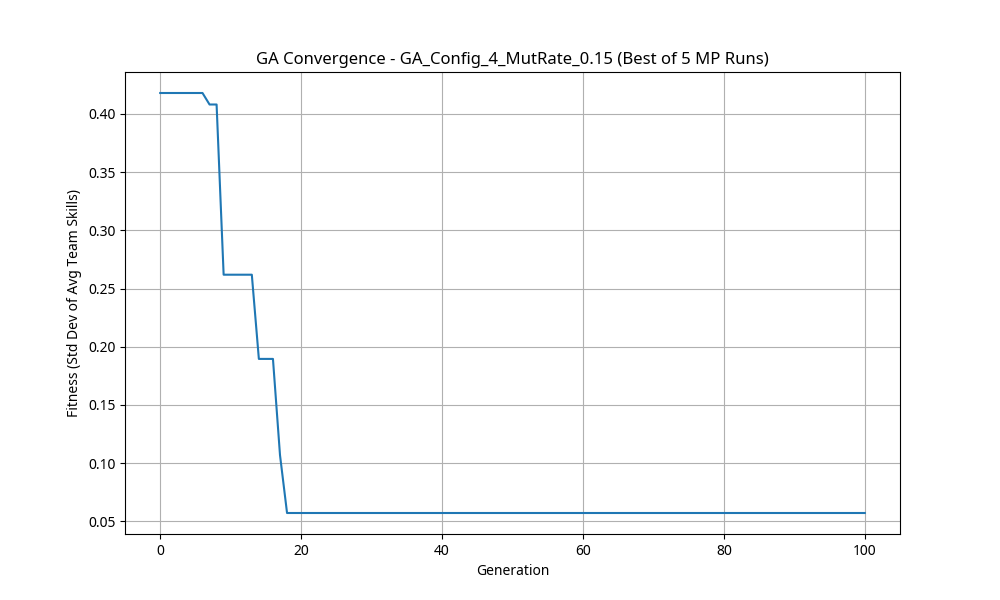 GA Convergence - GA_Config_4_MutRate_0.15 (Best of 5 MP Runs)
Fitness (Std Dev of Avg Team Skills)
0.40
0.35
0.30
0.25
0.20
0.15
0.10
0.05
0 20 40 60 80 100
Generation